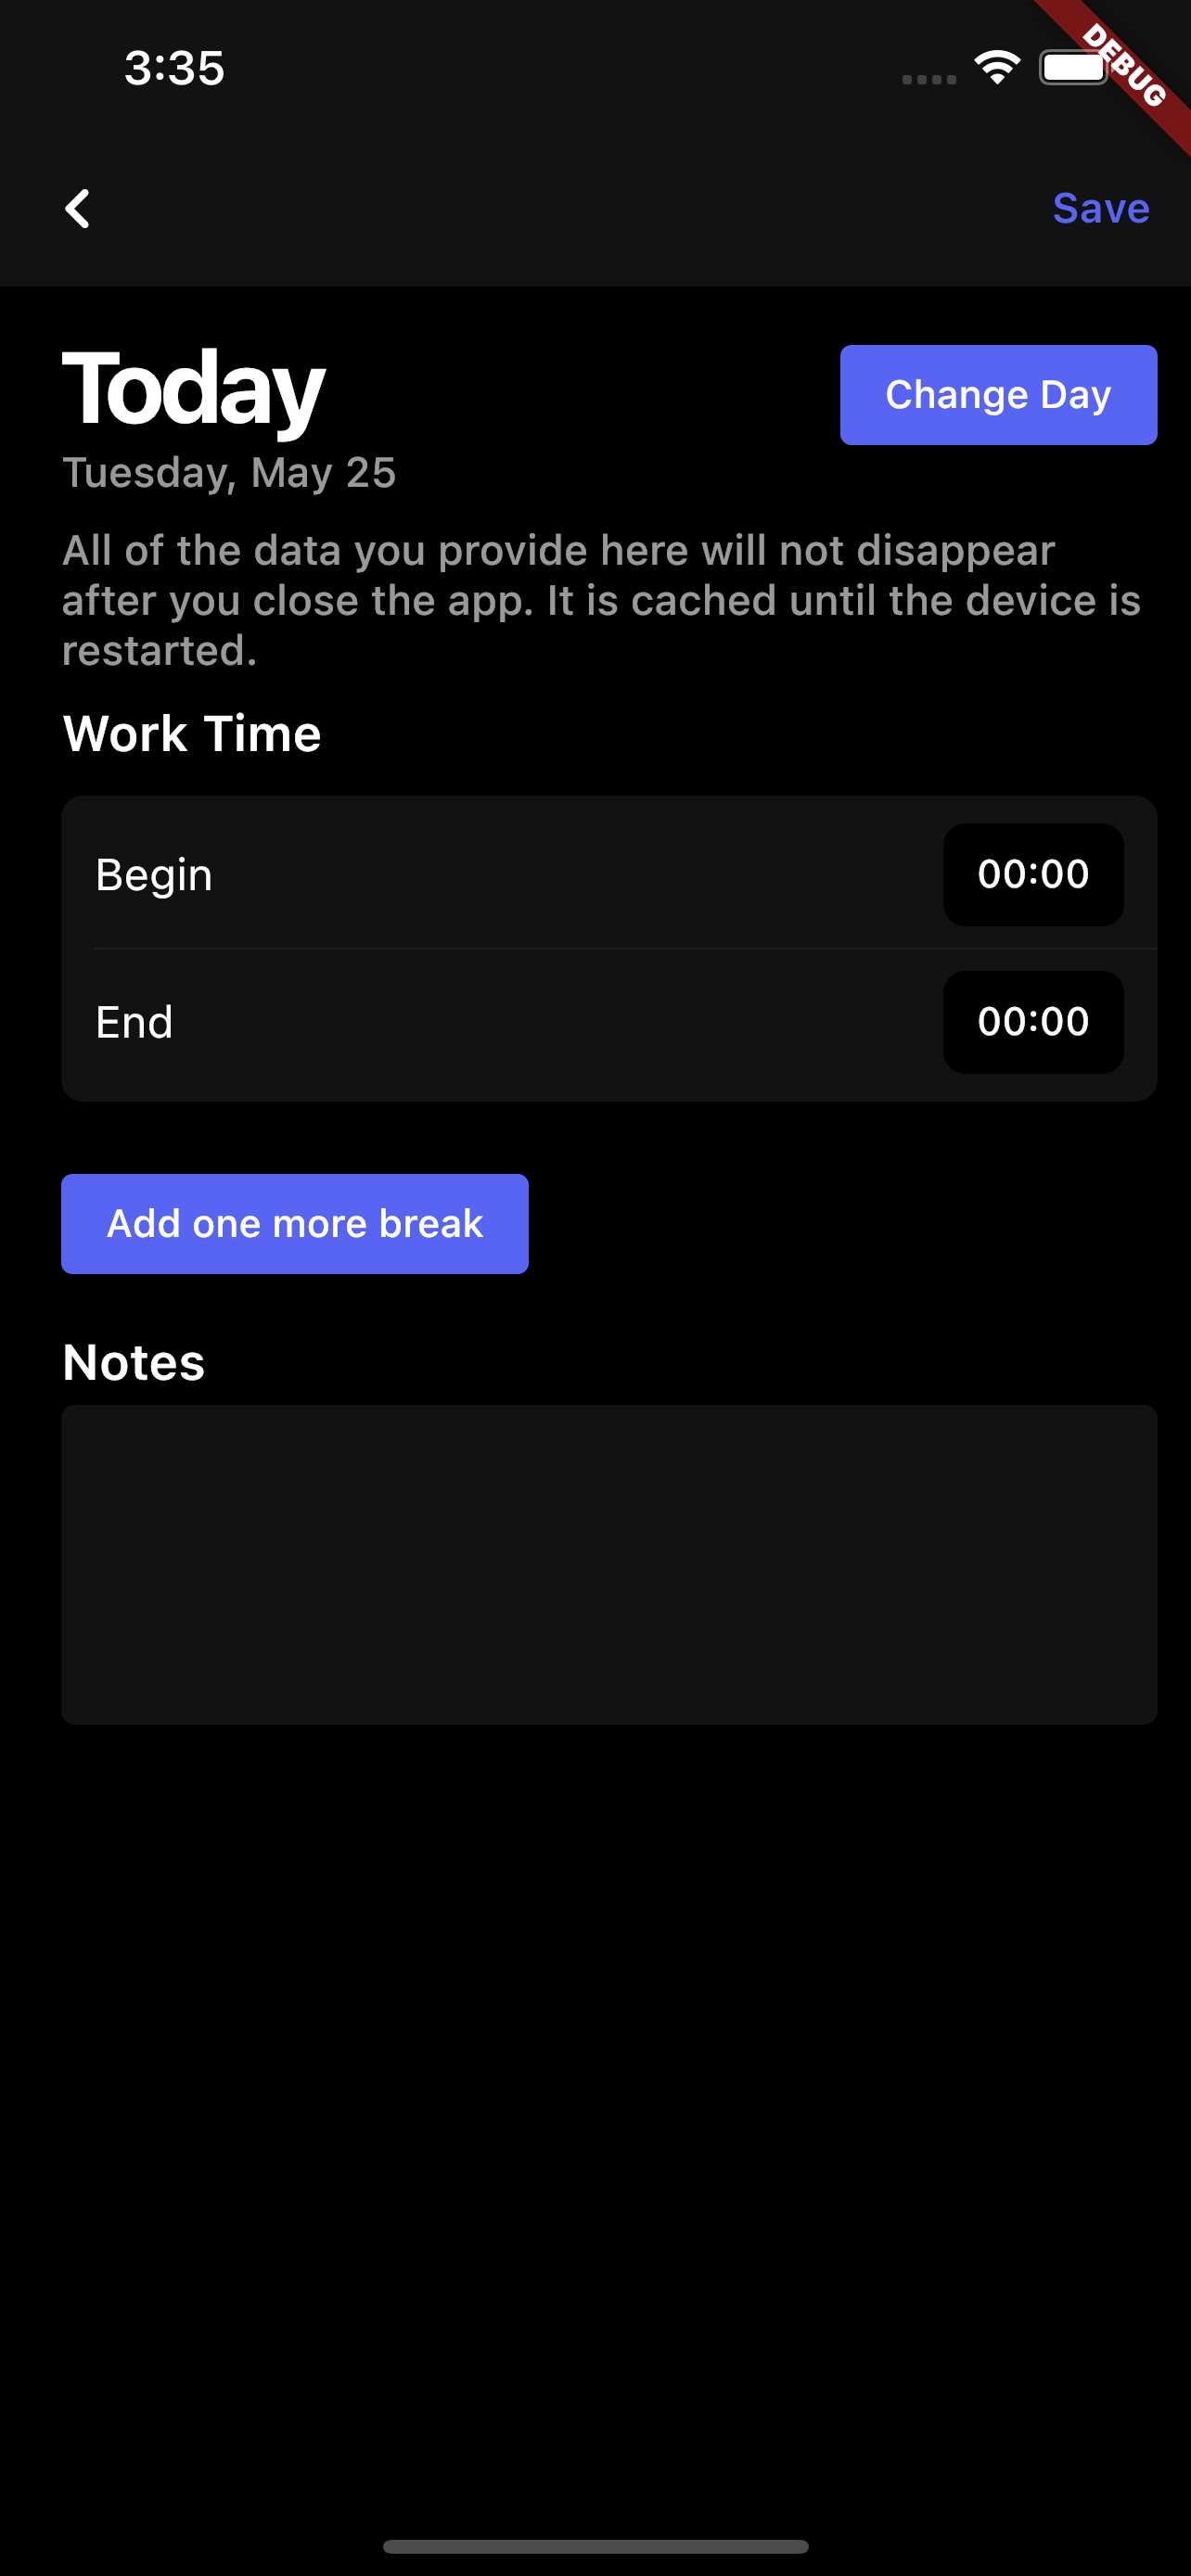 3:35
DEBUG
Save
Today
Change Day
Tuesday, May 25
All of the data you provide here will not disappear
after you close the app. It is cached until the device is
restarted.
Work Time
Begin
00:00
End
00:00
Add one more break
Notes